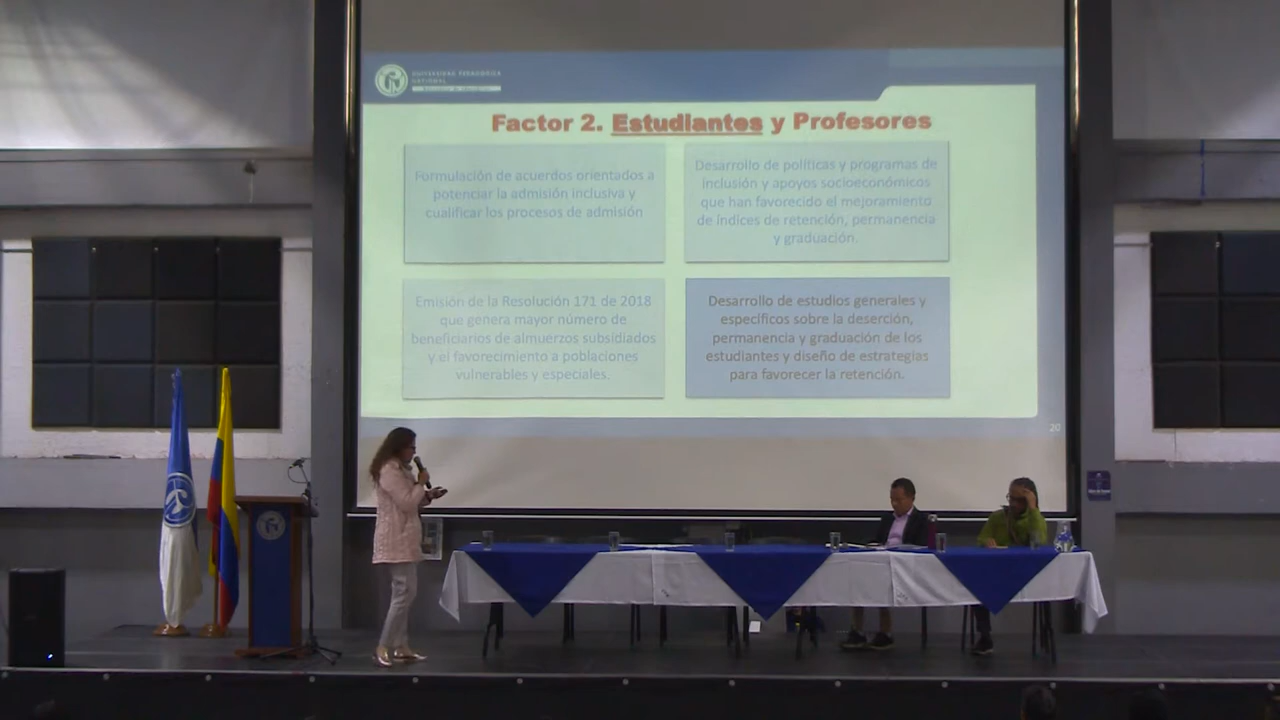 UNIVERSIDAD PEDAGOGICA
NACIONAL
Factor 2. Estudiantes y Profesores
Formulación de acuerdos orientados a
potenciar la admisión inclusiva y
cualificar los procesos de admisión
Desarrollo de políticas y programas de
inclusión y apoyos socioeconómicos
que han favorecido el mejoramiento
de índices de retención, permanencia
y graduación.
Emisión de la Resolución 171 de 2018
que genera mayor número de
beneficiarios de almuerzos subsidiados
y el favorecimiento a poblaciones
vulnerables y especiales.
Desarrollo de estudios generales y
específicos sobre la deserción,
permanencia y graduación de los
estudiantes y diseño de estrategias
para favorecer la retención.
20